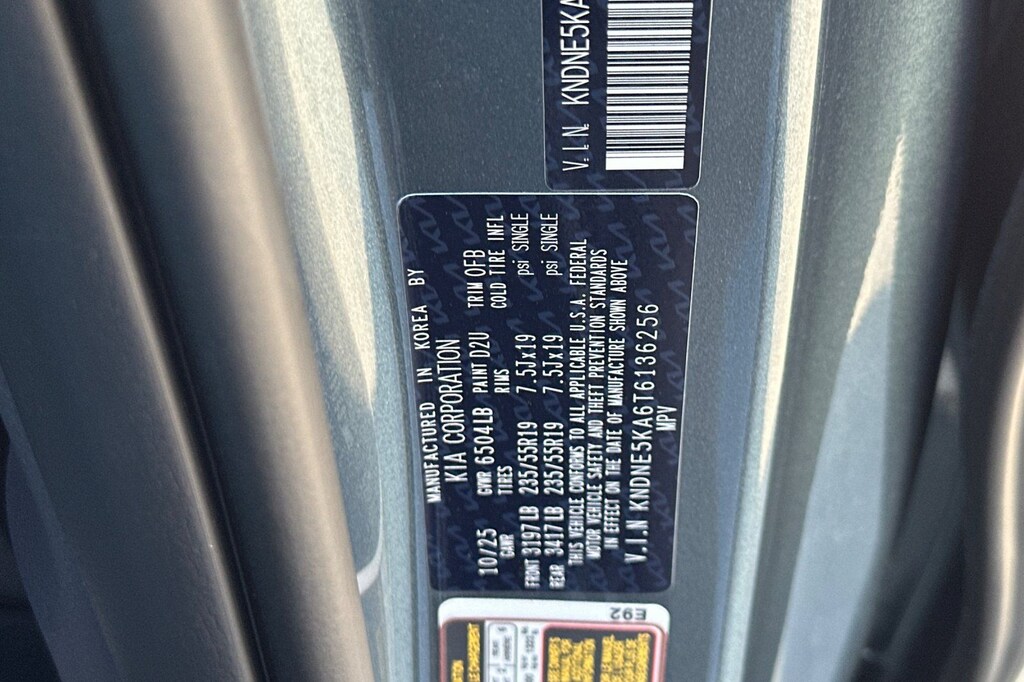 V.I.N. KNDNE5KA
MANUFACTURED IN KOREA BY
KIA CORPORATION
10/25 GVWR 6504LB PAINT D2U TRIM OFB
GAWR TIRES RIMS COLD TIRE INFL
FRONT 3197LB 235/55R19 7.5Jx19 psi SINGLE
REAR 3417LB 235/55R19 7.5Jx19 psi SINGLE
THIS VEHICLE CONFORMS TO ALL APPLICABLE U.S.A. FEDERAL
MOTOR VEHICLE SAFETY AND THEFT PREVENTION STANDARDS
IN EFFECT ON THE DATE OF MANUFACTURE SHOWN ABOVE
V.I.N KNDNE5KA6T6136256
MPV
E92